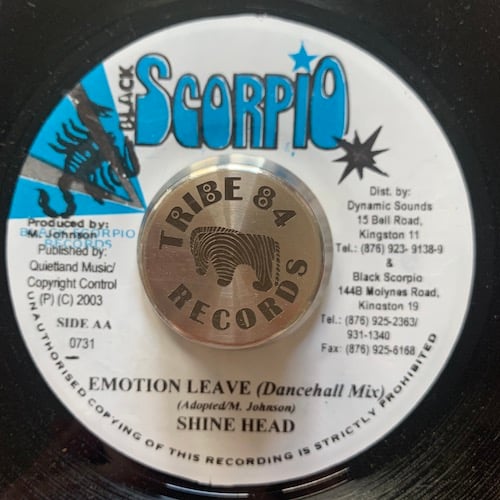 BLACK
SCORPIO
TRIBE 84
RECORDS
Produced by:
M. Johnson
BLACK SCORPIO
RECORDS
Published by:
Quietland Music/
Copyright Control
(P) (C) 2003
SIDE AA
0731
Dist. by:
Dynamic Sounds
15 Bell Road,
Kingston 11
Tel.: (876) 923- 9138-9
&
Black Scorpio
144B Molynes Road,
Kingston 19
Tel.: (876) 925-2363/
931-1340
Fax: (876) 925-6168
EMOTION LEAVE (Dancehall Mix)
(Adopted/M. Johnson)
SHINE HEAD
UNAUTHORISED COPYING OF THIS RECORDING IS STRICTLY PROHIBITED